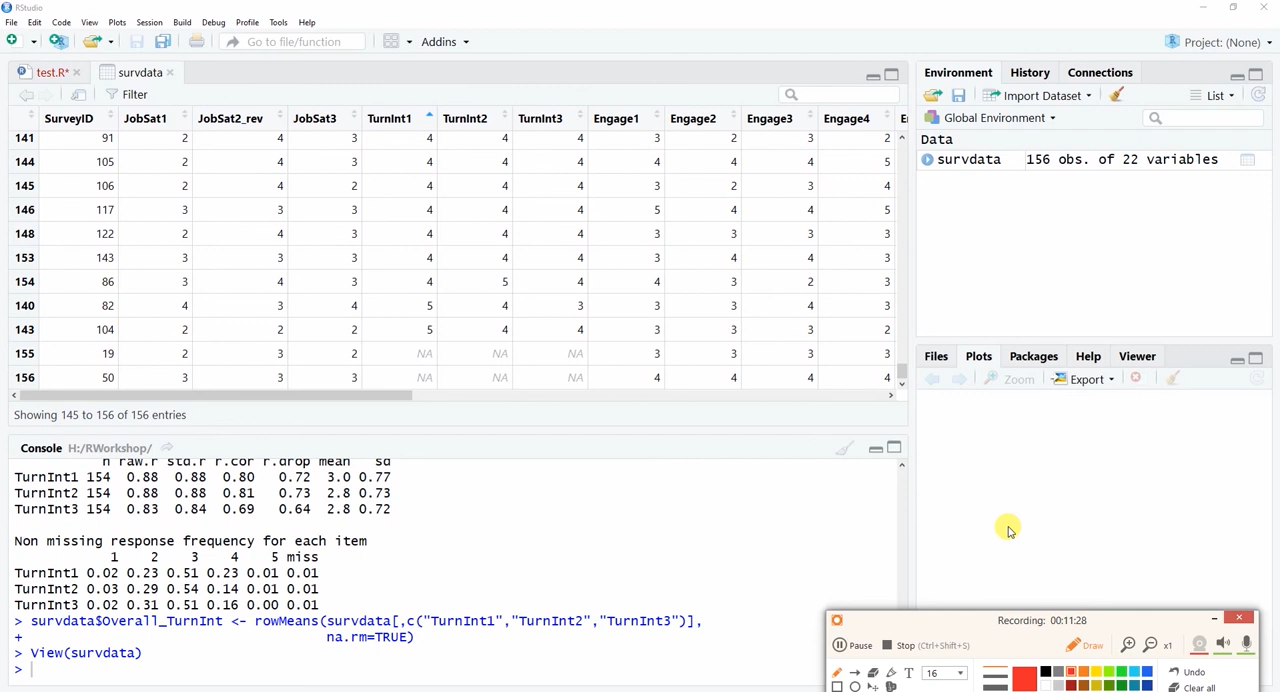 RStudio
File Edit Code View Plots Session Build Debug Profile Tools Help
Go to file/function Addins Project: (None)
test.R* survdata
Filter
SurveyID JobSat1 JobSat2_rev JobSat3 TurnInt1 TurnInt2 TurnInt3 Engage1 Engage2 Engage3 Engage4
141 91 2 4 3 4 4 4 3 2 3 2
144 105 2 4 3 4 4 4 4 4 4 5
145 106 2 4 2 4 4 4 3 2 3 4
146 117 3 3 3 4 4 4 5 4 4 5
148 122 2 4 3 4 4 4 3 3 3 3
153 143 3 3 3 4 4 4 3 3 4 3
154 86 3 4 3 4 5 4 4 3 2 3
140 82 4 3 4 5 4 3 3 3 4 3
143 104 2 2 2 5 4 4 3 3 3 2
155 19 2 3 2 NA NA NA 3 3 3 3
156 50 3 3 3 NA NA NA 4 4 4 4
Showing 145 to 156 of 156 entries
Console H:/RWorkshop/
n raw.r std.r r.cor r.drop mean sd
TurnInt1 154 0.88 0.88 0.80 0.72 3.0 0.77
TurnInt2 154 0.88 0.88 0.81 0.73 2.8 0.73
TurnInt3 154 0.83 0.84 0.69 0.64 2.8 0.72
Non missing response frequency for each item
1 2 3 4 5 miss
TurnInt1 0.02 0.23 0.51 0.23 0.01 0.01
TurnInt2 0.03 0.29 0.54 0.14 0.01 0.01
TurnInt3 0.02 0.31 0.51 0.16 0.00 0.01
> survdata$Overall_TurnInt <- rowMeans(survdata[,c("TurnInt1","TurnInt2","TurnInt3")],
+ na.rm=TRUE)
> View(survdata)
>
Environment History Connections
Import Dataset List
Global Environment
Data
survdata 156 obs. of 22 variables
Files Plots Packages Help Viewer
Zoom Export
Recording: 00:11:28
Pause Stop (Ctrl+Shift+S) Draw x1
T 16 Undo
Clear all